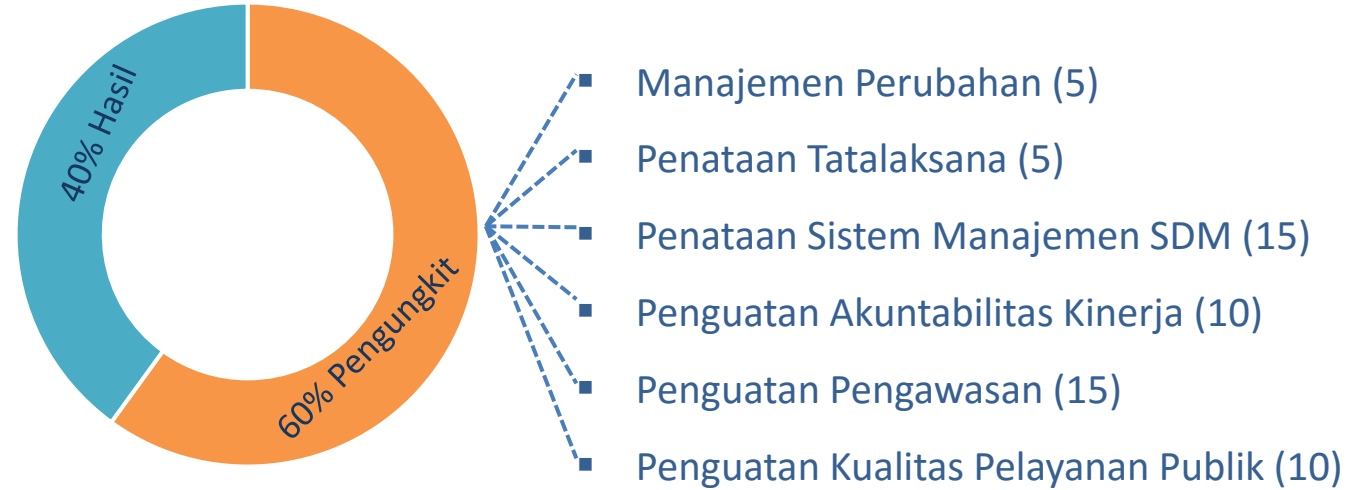 40% Hasil
60% Pengungkit
▪ Manajemen Perubahan (5)
▪ Penataan Tatalaksana (5)
▪ Penataan Sistem Manajemen SDM (15)
▪ Penguatan Akuntabilitas Kinerja (10)
▪ Penguatan Pengawasan (15)
▪ Penguatan Kualitas Pelayanan Publik (10)